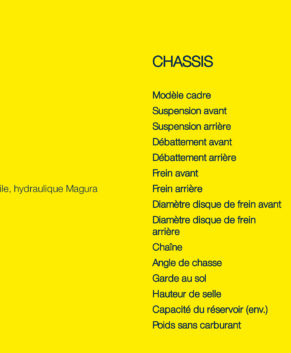 CHASSIS
Modèle cadre
Suspension avant
Suspension arrière
Débattement avant
Débattement arrière
Frein avant
ile, hydraulique Magura
Frein arrière
Diamètre disque de frein avant
Diamètre disque de frein
arrière
Chaîne
Angle de chasse
Garde au sol
Hauteur de selle
Capacité du réservoir (env.)
Poids sans carburant